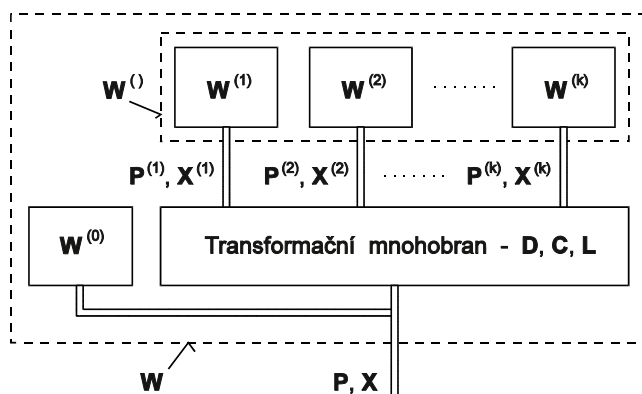 W⁽⁾ W⁽¹⁾ W⁽²⁾ ........ W⁽ᵏ⁾
P⁽¹⁾, X⁽¹⁾ P⁽²⁾, X⁽²⁾ ........ P⁽ᵏ⁾, X⁽ᵏ⁾
W⁽⁰⁾ Transformační mnohobran - D, C, L
W P, X